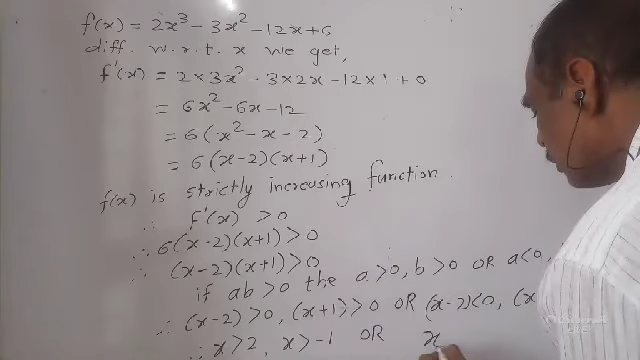 f(x) = 2x³ - 3x² - 12x + 6
diff. w.r.t. x we get,
f'(x) = 2 × 3x² - 3 × 2x - 12 × 1 + 0
= 6x² - 6x - 12
= 6(x² - x - 2)
= 6(x - 2)(x + 1)
f(x) is strictly increasing function.
∴ f'(x) > 0
∴ 6(x - 2)(x + 1) > 0
∴ (x - 2)(x + 1) > 0
if ab > 0 the a > 0, b > 0 OR a < 0,
∴ (x - 2) > 0, (x + 1) > 0 OR (x - 2) < 0, (x
∴ x > 2, x > -1 OR x